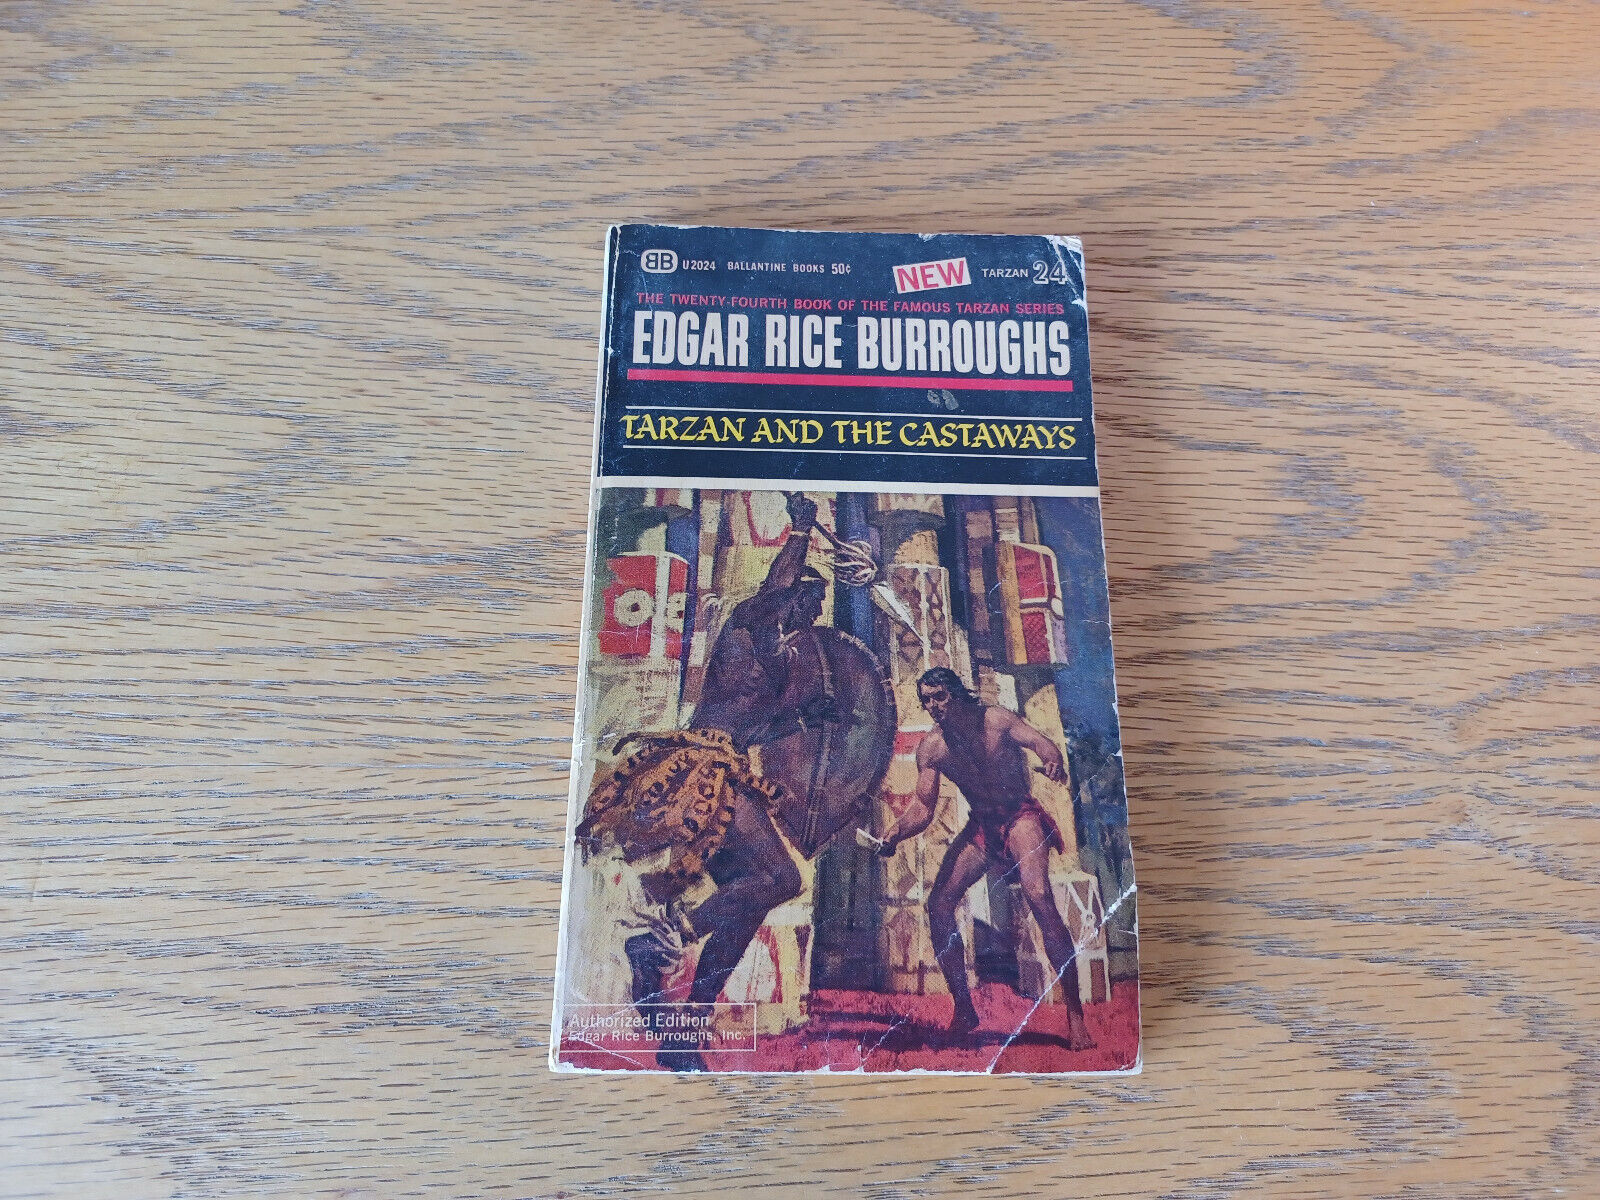 BB U2024 BALLANTINE BOOKS 50¢ NEW TARZAN 24
THE TWENTY-FOURTH BOOK OF THE FAMOUS TARZAN SERIES
EDGAR RICE BURROUGHS
TARZAN AND THE CASTAWAYS
Authorized Edition
Edgar Rice Burroughs, Inc.